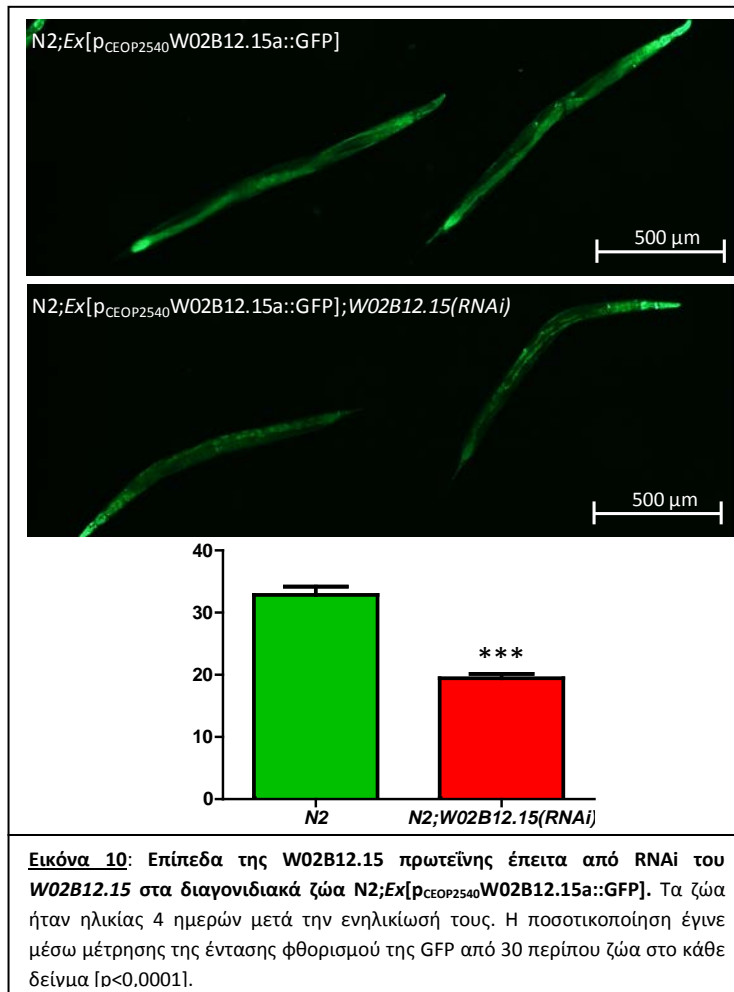 N2;Ex[pCEOP2540W02B12.15a::GFP]
500 μm
N2;Ex[pCEOP2540W02B12.15a::GFP];W02B12.15(RNAi)
500 μm
40
30
20
10
0
***
N2
N2;W02B12.15(RNAi)
Εικόνα 10: Επίπεδα της W02B12.15 πρωτεΐνης έπειτα από RNAi του
W02B12.15 στα διαγονιδιακά ζώα N2;Ex[pCEOP2540W02B12.15a::GFP]. Τα ζώα
ήταν ηλικίας 4 ημερών μετά την ενηλικίωσή τους. Η ποσοτικοποίηση έγινε
μέσω μέτρησης της έντασης φθορισμού της GFP από 30 περίπου ζώα στο κάθε
δείγμα [p<0,0001].